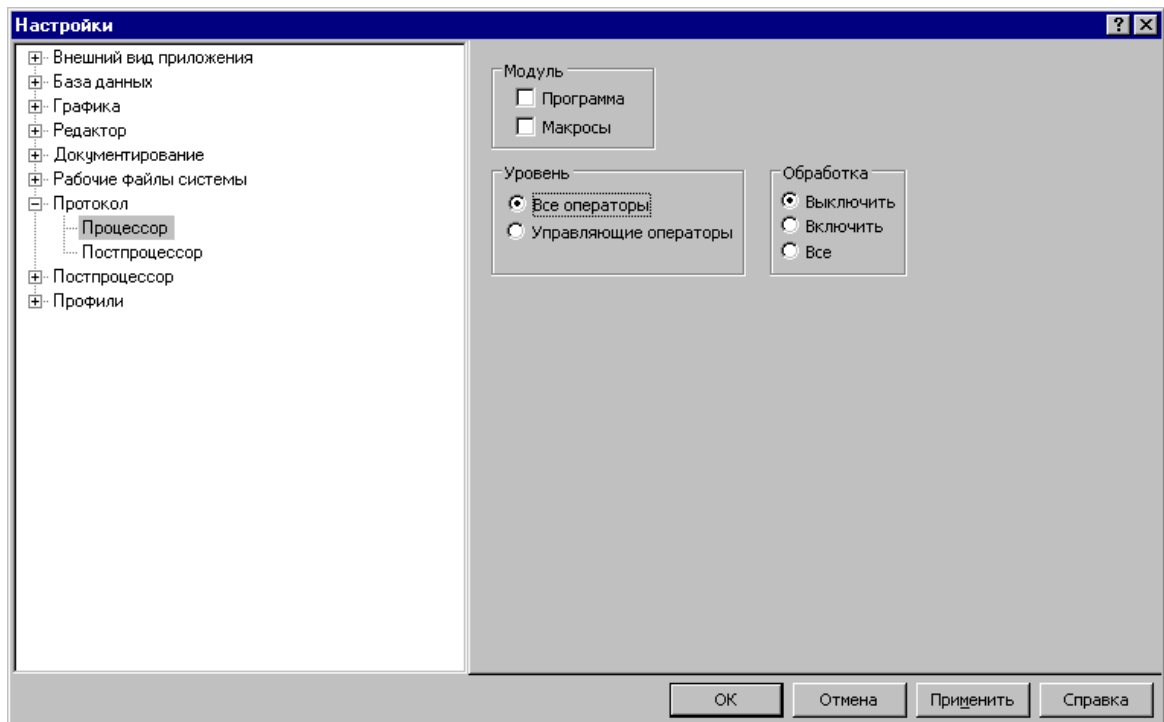 Настройки
Внешний вид приложения
База данных
Графика
Редактор
Документирование
Рабочие файлы системы
Протокол
Процессор
Постпроцессор
Постпроцессор
Профили
Модуль
Программа
Макросы
Уровень
Все операторы
Управляющие операторы
Обработка
Выключить
Включить
Все
ОК
Отмена
Применить
Справка